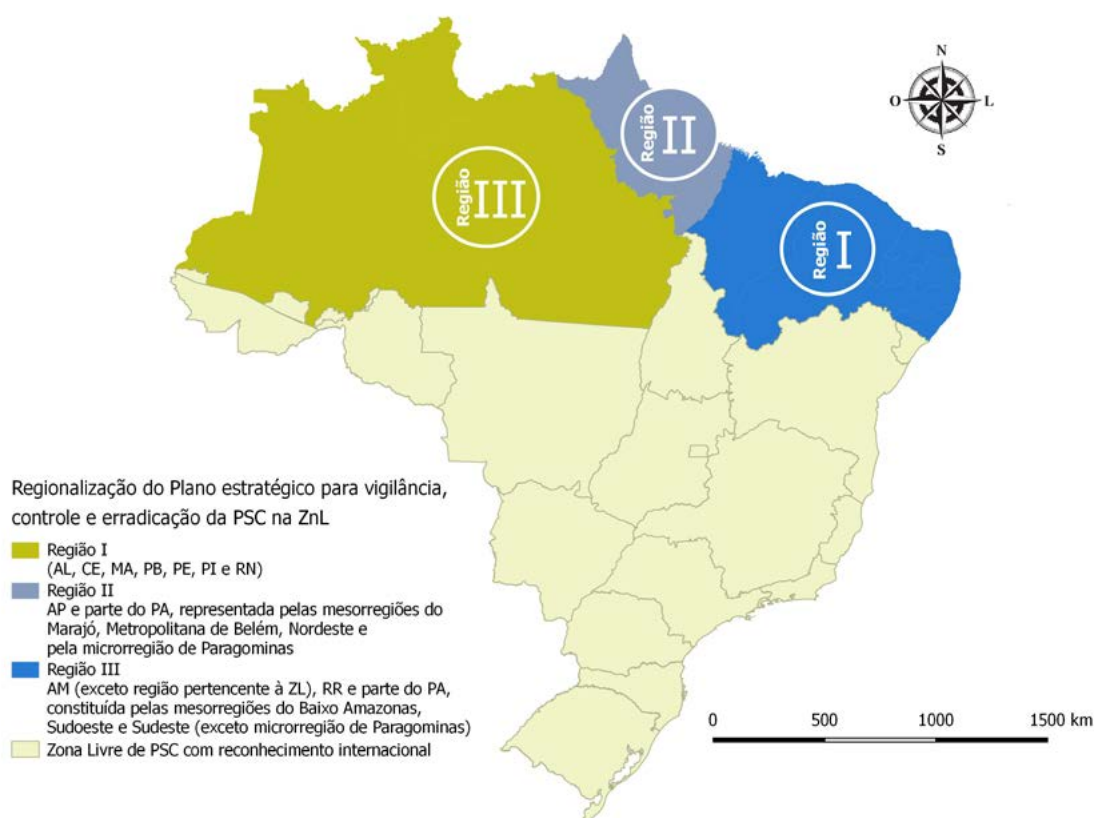 N
O
L
S
Região
II
Região
III
Região
I
Regionalização do Plano estratégico para vigilância,
controle e erradicação da PSC na ZnL
Região I
(AL, CE, MA, PB, PE, PI e RN)
Região II
AP e parte do PA, representada pelas mesorregiões do
Marajó, Metropolitana de Belém, Nordeste e
pela microrregião de Paragominas
Região III
AM (exceto região pertencente à ZL), RR e parte do PA,
constituída pelas mesorregiões do Baixo Amazonas,
Sudoeste e Sudeste (exceto microrregião de Paragominas)
Zona Livre de PSC com reconhecimento internacional
0 500 1000 1500 km